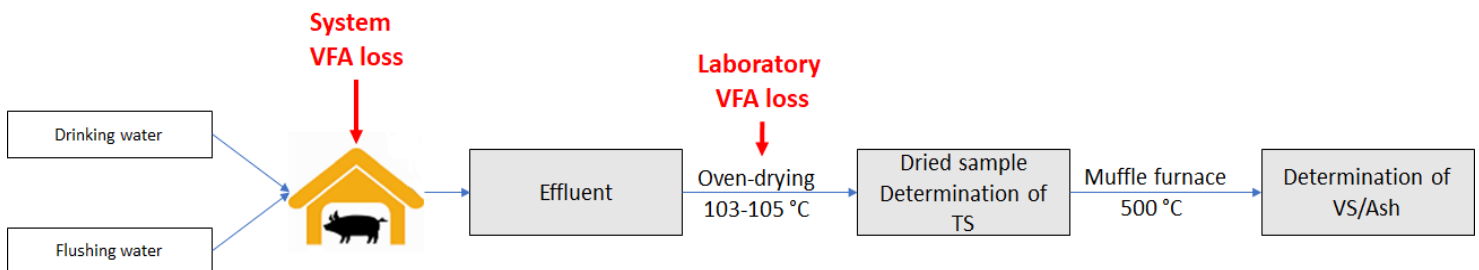 System
VFA loss
Laboratory
VFA loss
Drinking water
Flushing water
Effluent
Oven-drying
103-105 °C
Dried sample
Determination of
TS
Muffle furnace
500 °C
Determination of
VS/Ash